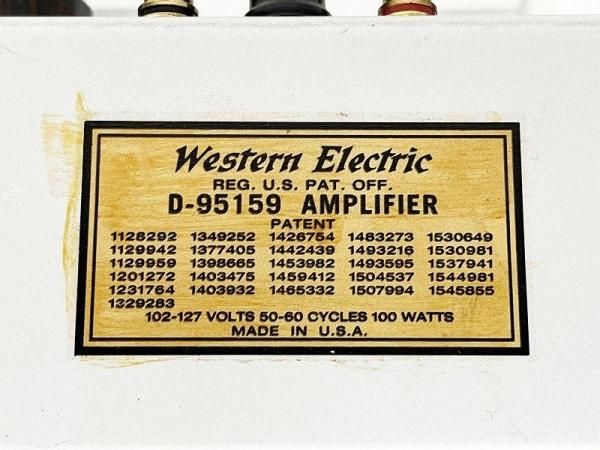 Western Electric
REG. U.S. PAT. OFF.
D-95159 AMPLIFIER
PATENT
1128292 1349252 1426754 1483273 1530649
1129942 1377405 1442439 1493216 1530981
1129959 1398665 1453982 1493595 1537941
1201272 1403475 1459412 1504537 1544981
1231764 1403932 1465332 1507994 1545855
1329283
102-127 VOLTS 50-60 CYCLES 100 WATTS
MADE IN U.S.A.